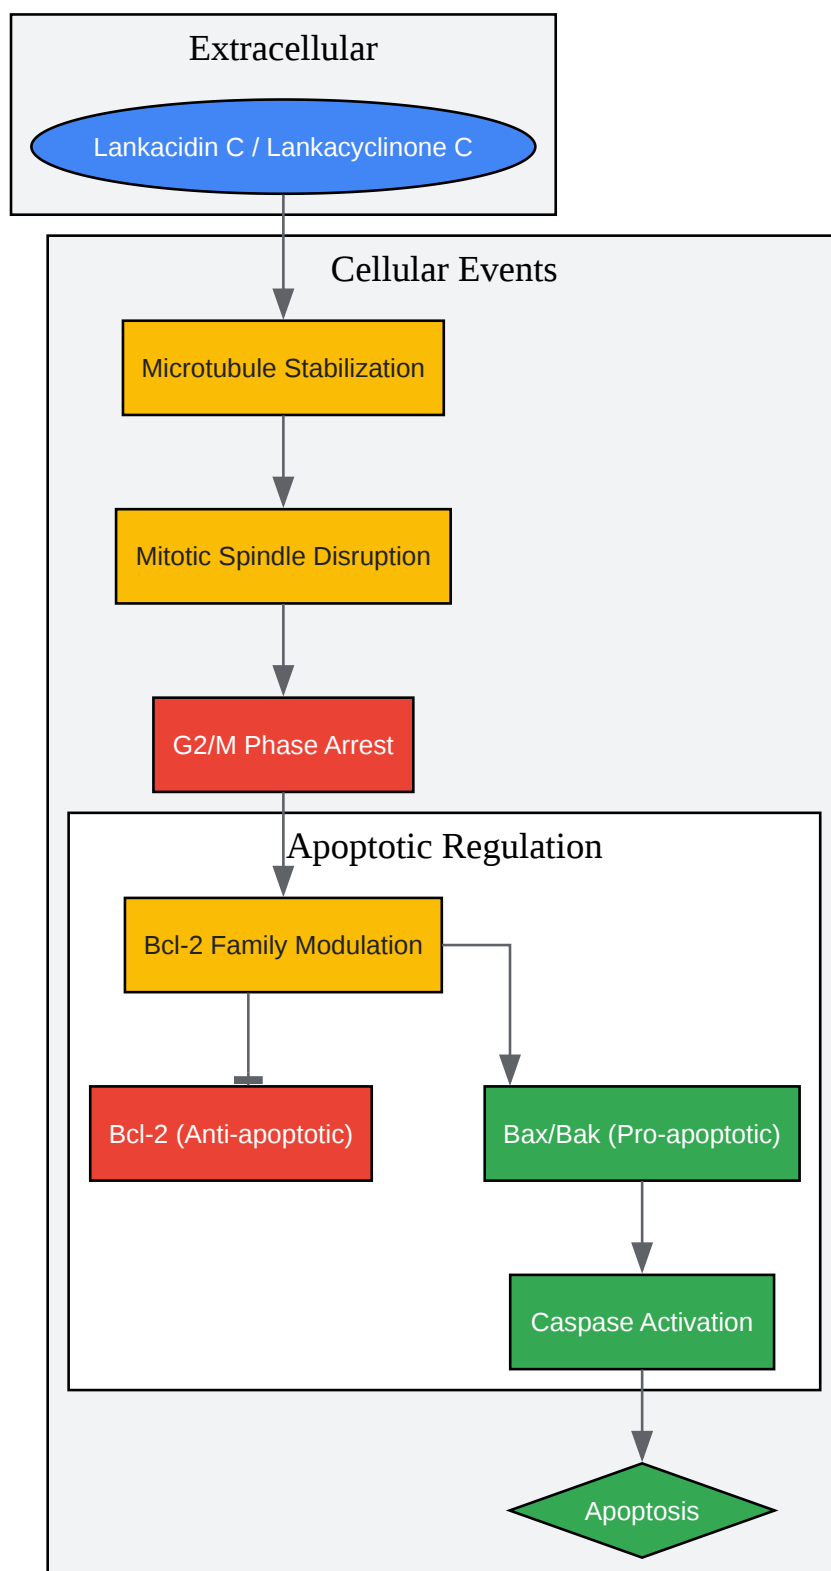 Extracellular
Lankacidin C / Lankacyclinone C
Cellular Events
Microtubule Stabilization
Mitotic Spindle Disruption
G2/M Phase Arrest
Apoptotic Regulation
Bcl-2 Family Modulation
Bcl-2 (Anti-apoptotic)
Bax/Bak (Pro-apoptotic)
Caspase Activation
Apoptosis